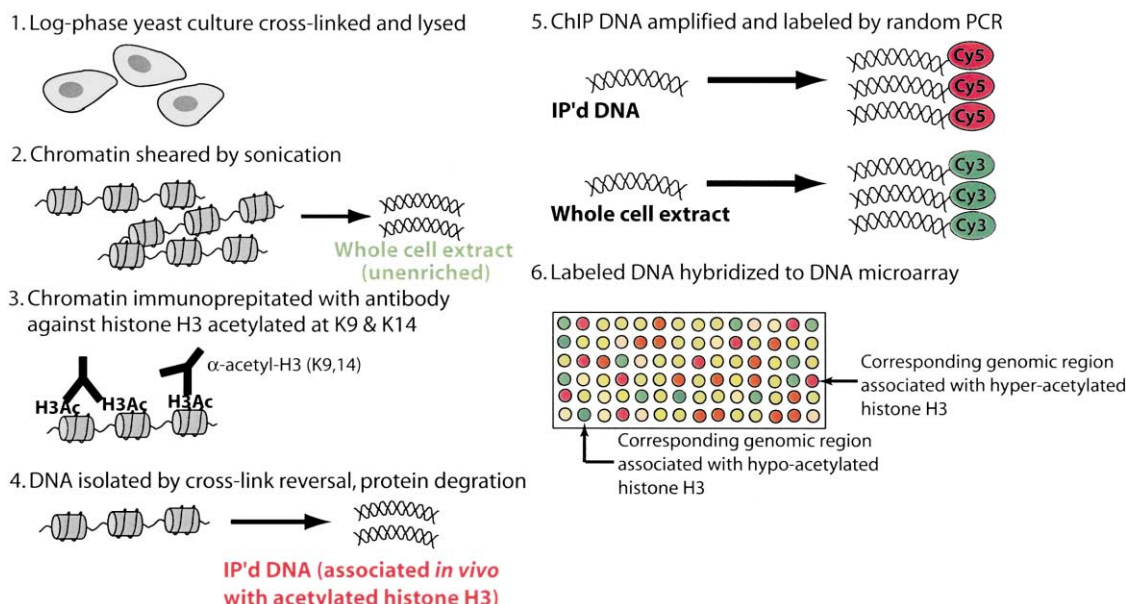 1. Log-phase yeast culture cross-linked and lysed
2. Chromatin sheared by sonication
Whole cell extract
(unenriched)
3. Chromatin immunoprepitated with antibody
against histone H3 acetylated at K9 & K14
α-acetyl-H3 (K9,14)
H3Ac H3Ac H3Ac
4. DNA isolated by cross-link reversal, protein degration
IP'd DNA (associated in vivo
with acetylated histone H3)
5. ChIP DNA amplified and labeled by random PCR
Cy5
Cy5
Cy5
IP'd DNA
Cy3
Cy3
Cy3
Whole cell extract
6. Labeled DNA hybridized to DNA microarray
Corresponding genomic region
associated with hyper-acetylated
histone H3
Corresponding genomic region
associated with hypo-acetylated
histone H3